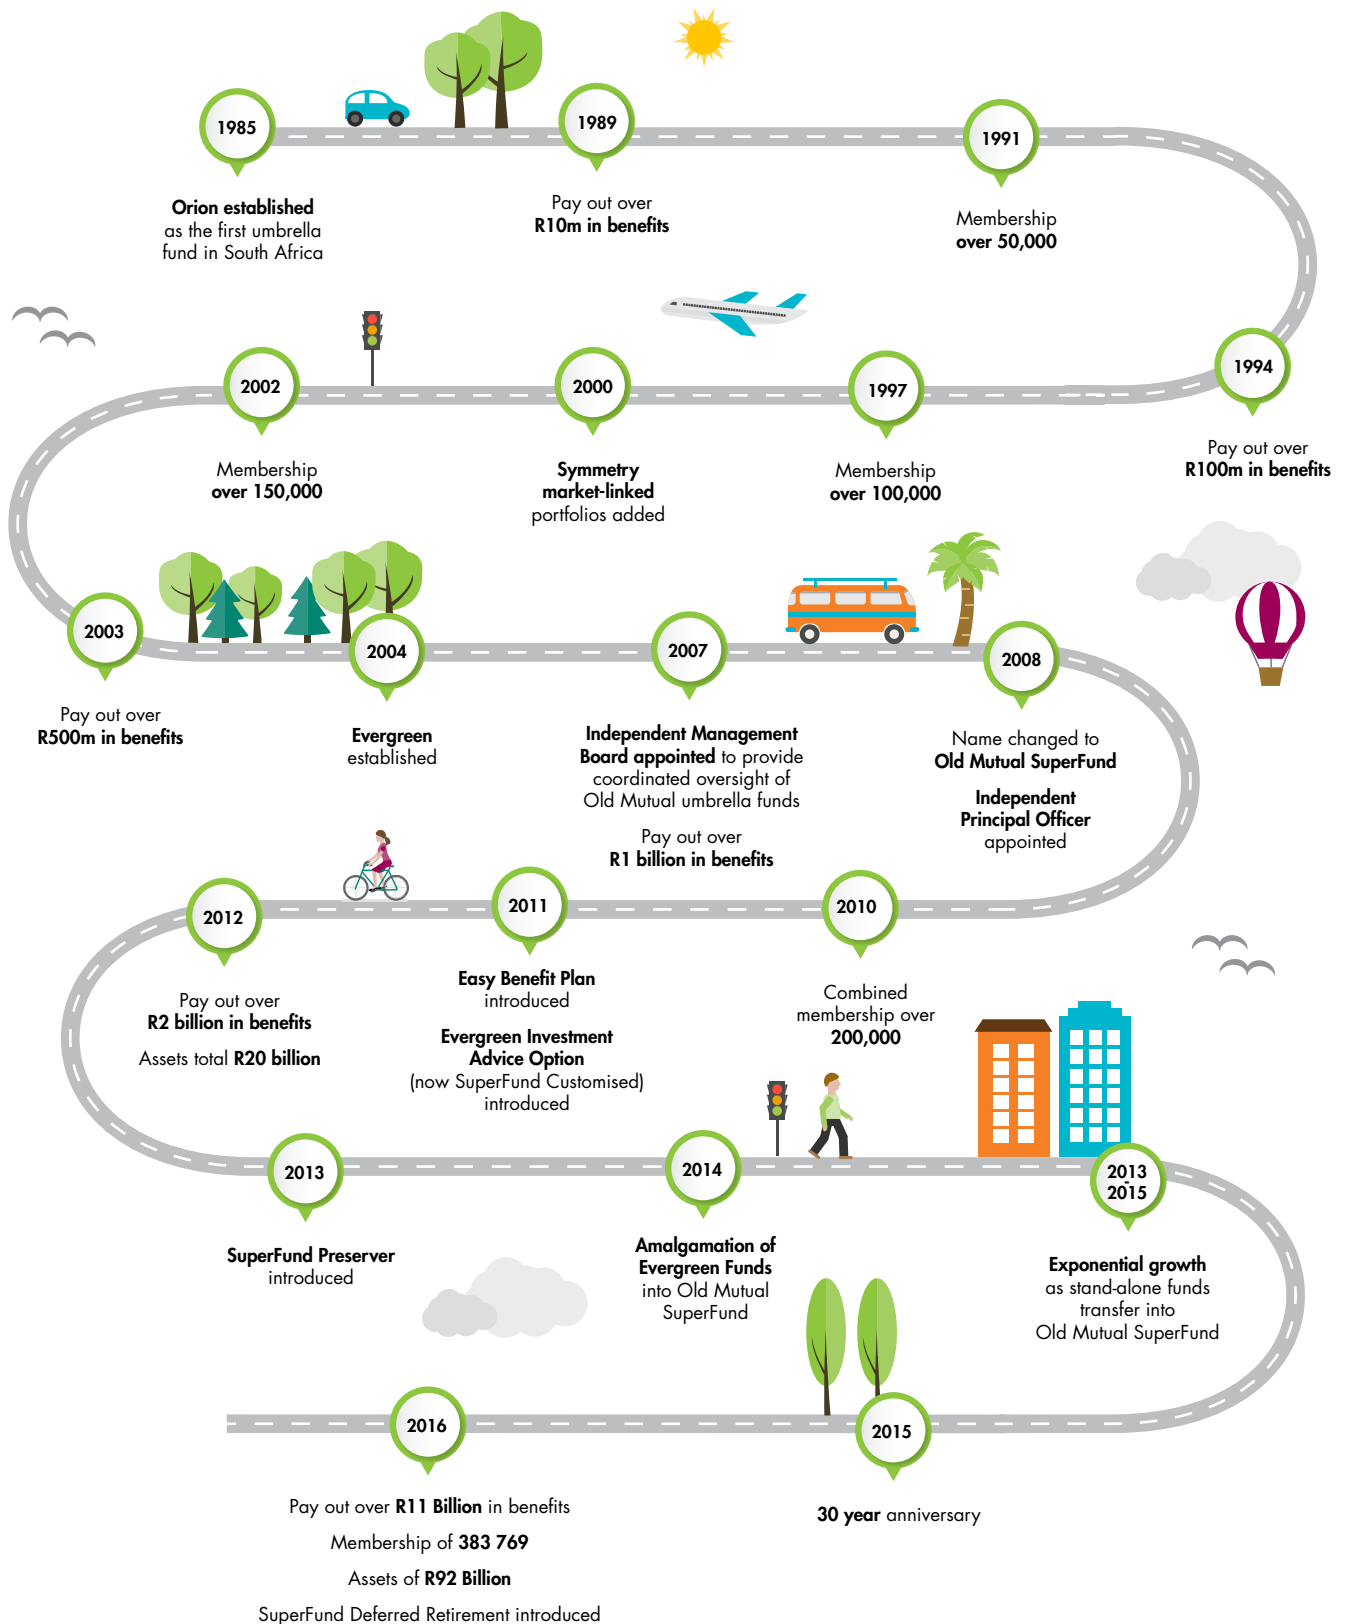 1985
Orion established
as the first umbrella
fund in South Africa
1989
Pay out over
R10m in benefits
1991
Membership
over 50,000
1994
Pay out over
R100m in benefits
1997
Membership
over 100,000
2000
Symmetry
market-linked
portfolios added
2002
Membership
over 150,000
2003
Pay out over
R500m in benefits
2004
Evergreen
established
2007
Independent Management
Board appointed to provide
coordinated oversight of
Old Mutual umbrella funds
Pay out over
R1 billion in benefits
2008
Name changed to
Old Mutual SuperFund
Independent
Principal Officer
appointed
2010
Combined
membership over
200,000
2011
Easy Benefit Plan
introduced
Evergreen Investment
Advice Option
(now SuperFund Customised)
introduced
2012
Pay out over
R2 billion in benefits
Assets total R20 billion
2013
SuperFund Preserver
introduced
2014
Amalgamation of
Evergreen Funds
into Old Mutual
SuperFund
2013
-
2015
Exponential growth
as stand-alone funds
transfer into
Old Mutual SuperFund
2015
30 year anniversary
2016
Pay out over R11 Billion in benefits
Membership of 383 769
Assets of R92 Billion
SuperFund Deferred Retirement introduced